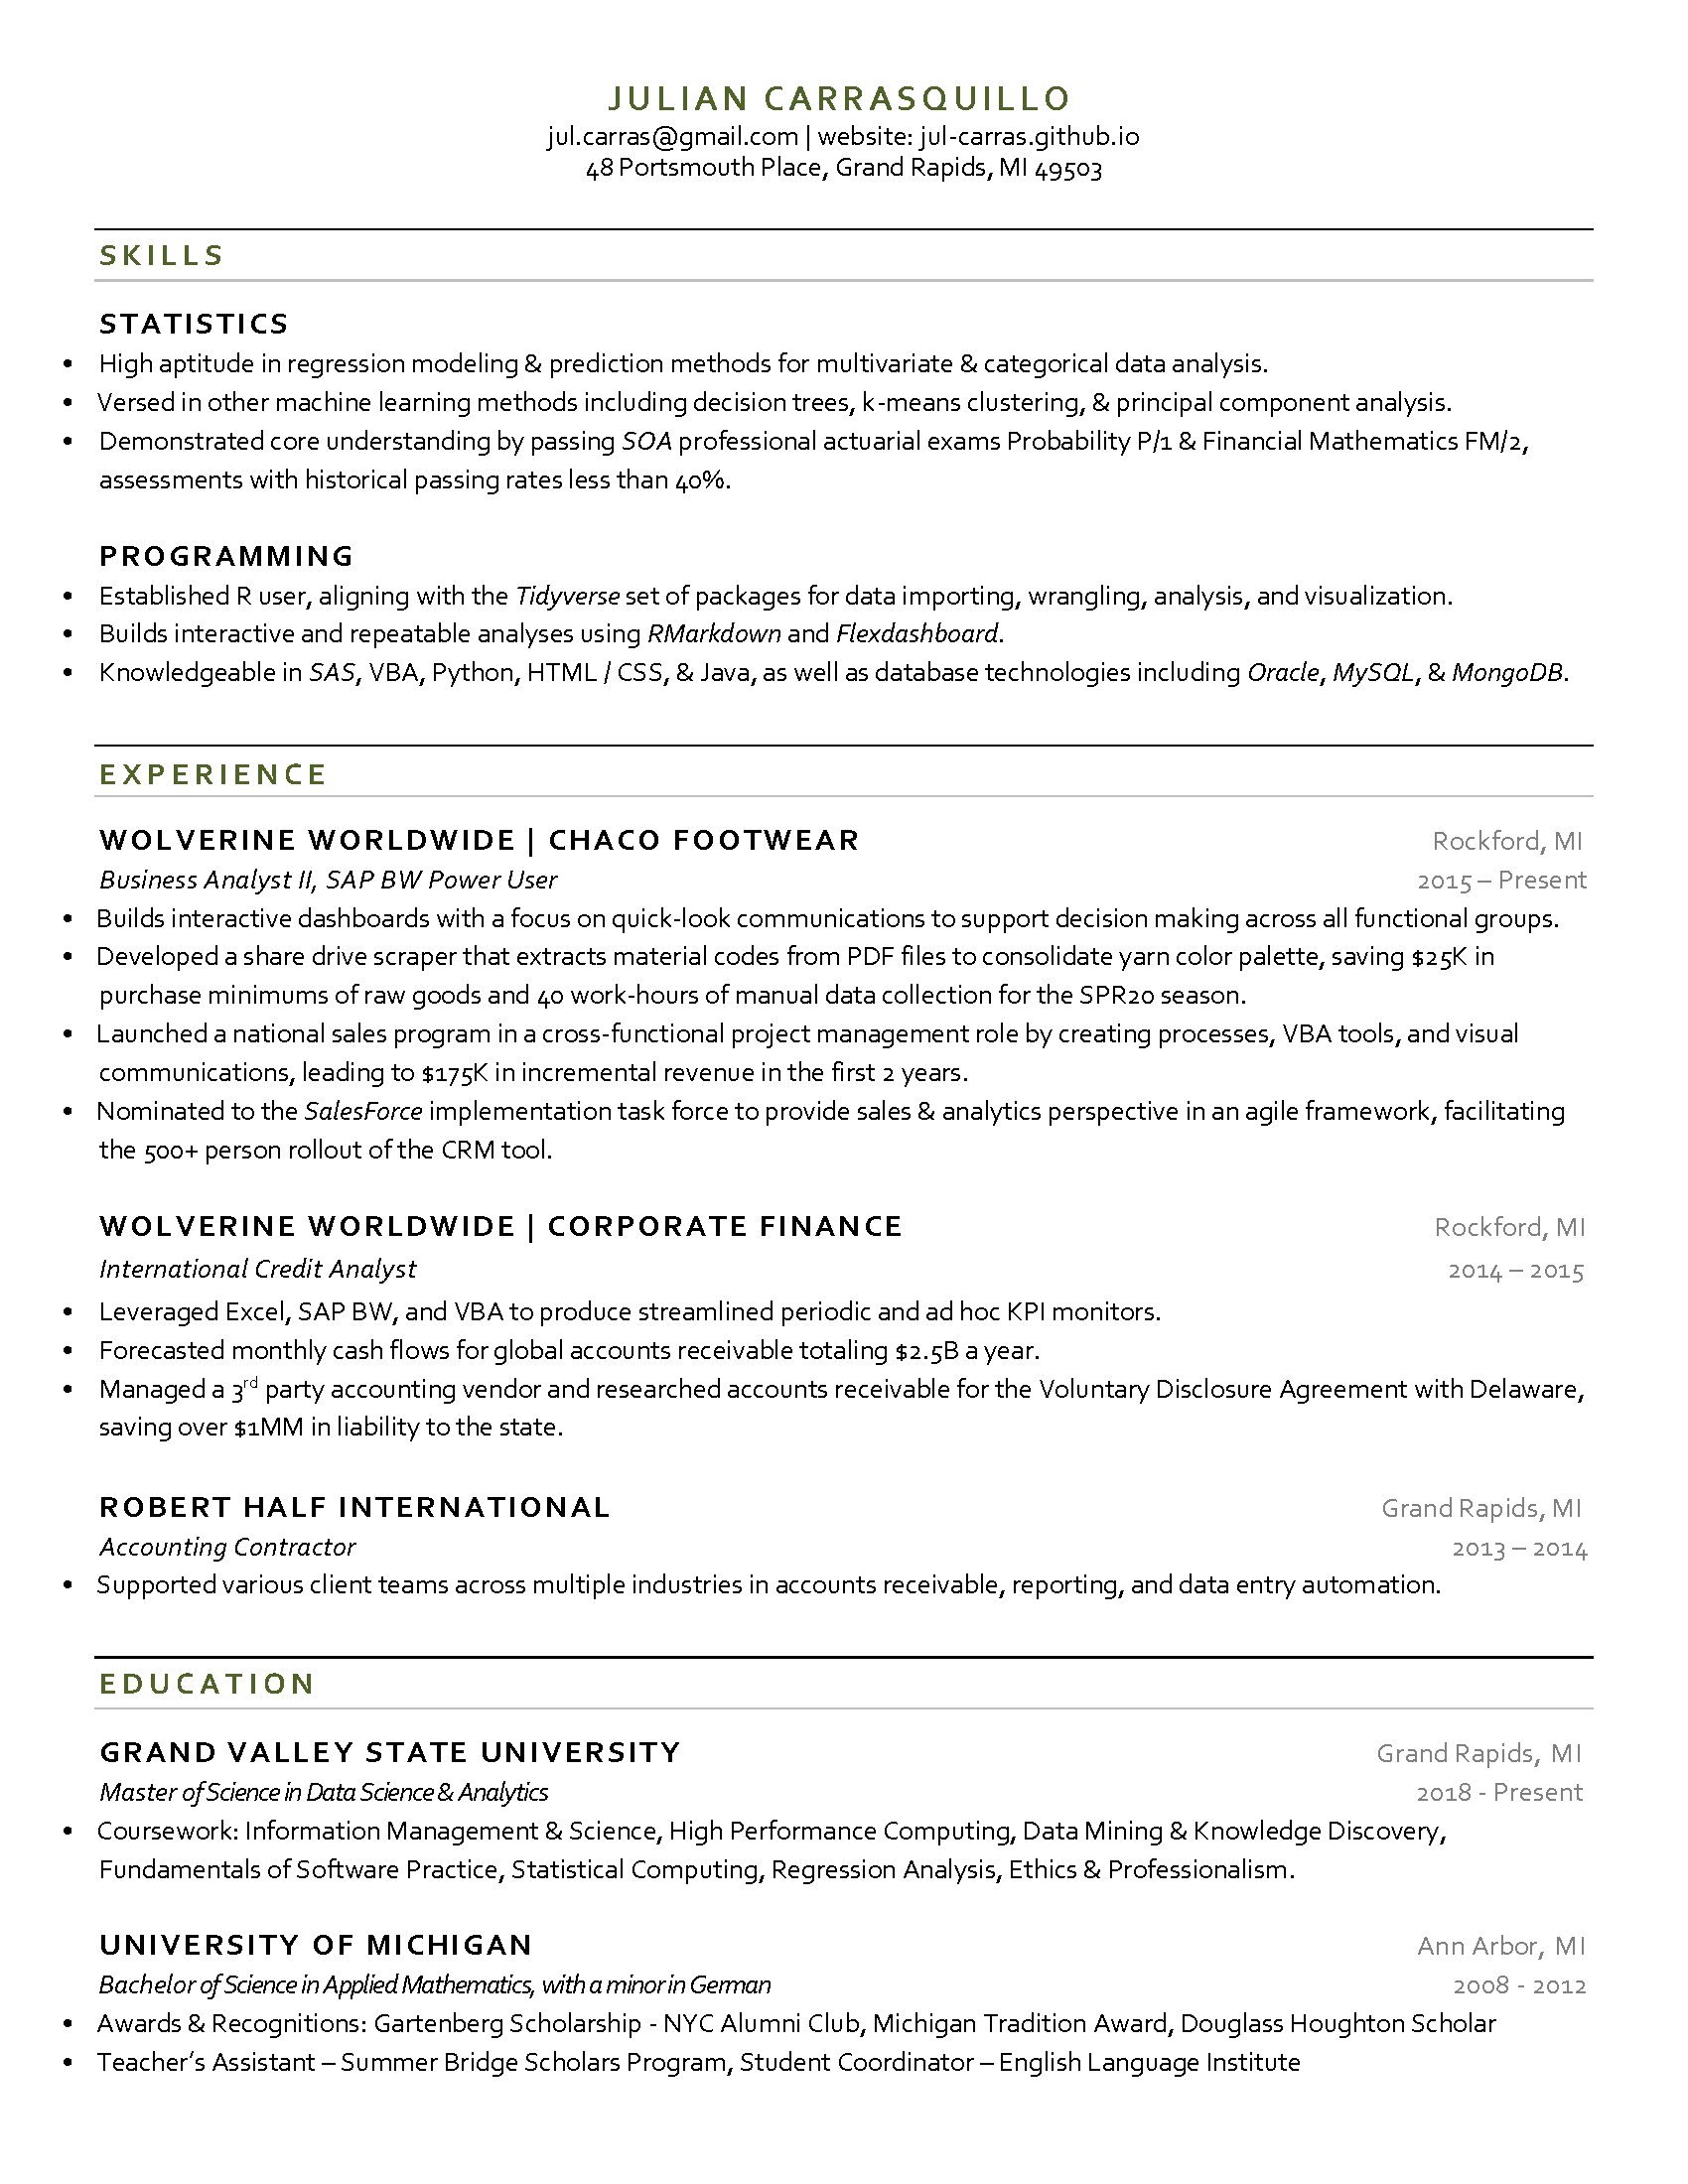 JULIAN CARRASQUILLO
jul.carras@gmail.com | website: jul-carras.github.io
48 Portsmouth Place, Grand Rapids, MI 49503
SKILLS
STATISTICS
• High aptitude in regression modeling & prediction methods for multivariate & categorical data analysis.
• Versed in other machine learning methods including decision trees, k-means clustering, & principal component analysis.
• Demonstrated core understanding by passing SOA professional actuarial exams Probability P/1 & Financial Mathematics FM/2,
assessments with historical passing rates less than 40%.
PROGRAMMING
• Established R user, aligning with the Tidyverse set of packages for data importing, wrangling, analysis, and visualization.
• Builds interactive and repeatable analyses using RMarkdown and Flexdashboard.
• Knowledgeable in SAS, VBA, Python, HTML / CSS, & Java, as well as database technologies including Oracle, MySQL, & MongoDB.
EXPERIENCE
WOLVERINE WORLDWIDE | CHACO FOOTWEAR Rockford, MI
Business Analyst II, SAP BW Power User 2015 – Present
• Builds interactive dashboards with a focus on quick-look communications to support decision making across all functional groups.
• Developed a share drive scraper that extracts material codes from PDF files to consolidate yarn color palette, saving $25K in
purchase minimums of raw goods and 40 work-hours of manual data collection for the SPR20 season.
• Launched a national sales program in a cross-functional project management role by creating processes, VBA tools, and visual
communications, leading to $175K in incremental revenue in the first 2 years.
• Nominated to the SalesForce implementation task force to provide sales & analytics perspective in an agile framework, facilitating
the 500+ person rollout of the CRM tool.
WOLVERINE WORLDWIDE | CORPORATE FINANCE Rockford, MI
International Credit Analyst 2014 – 2015
• Leveraged Excel, SAP BW, and VBA to produce streamlined periodic and ad hoc KPI monitors.
• Forecasted monthly cash flows for global accounts receivable totaling $2.5B a year.
• Managed a 3rd party accounting vendor and researched accounts receivable for the Voluntary Disclosure Agreement with Delaware,
saving over $1MM in liability to the state.
ROBERT HALF INTERNATIONAL Grand Rapids, MI
Accounting Contractor 2013 – 2014
• Supported various client teams across multiple industries in accounts receivable, reporting, and data entry automation.
EDUCATION
GRAND VALLEY STATE UNIVERSITY Grand Rapids, MI
Master of Science in Data Science & Analytics 2018 - Present
• Coursework: Information Management & Science, High Performance Computing, Data Mining & Knowledge Discovery,
Fundamentals of Software Practice, Statistical Computing, Regression Analysis, Ethics & Professionalism.
UNIVERSITY OF MICHIGAN Ann Arbor, MI
Bachelor of Science in Applied Mathematics, with a minor in German 2008 - 2012
• Awards & Recognitions: Gartenberg Scholarship - NYC Alumni Club, Michigan Tradition Award, Douglass Houghton Scholar
• Teacher’s Assistant – Summer Bridge Scholars Program, Student Coordinator – English Language Institute